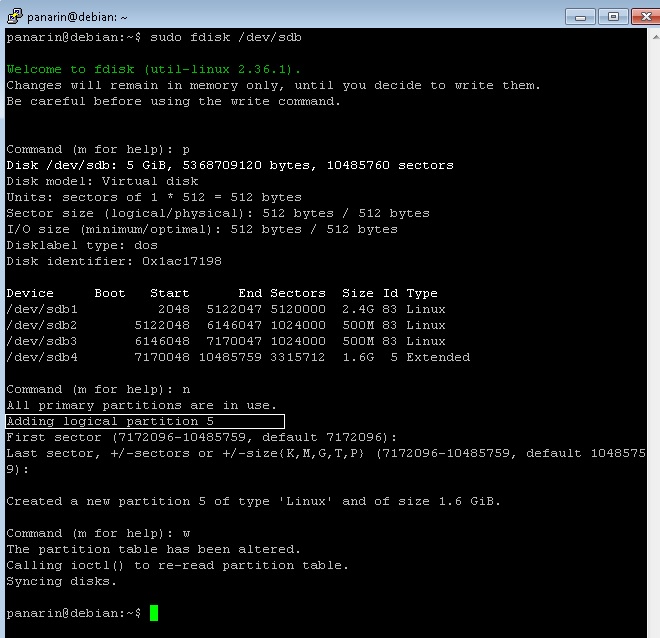 panarin@debian: ~
panarin@debian:~$ sudo fdisk /dev/sdb
Welcome to fdisk (util-linux 2.36.1).
Changes will remain in memory only, until you decide to write them.
Be careful before using the write command.
Command (m for help): p
Disk /dev/sdb: 5 GiB, 5368709120 bytes, 10485760 sectors
Disk model: Virtual disk
Units: sectors of 1 * 512 = 512 bytes
Sector size (logical/physical): 512 bytes / 512 bytes
I/O size (minimum/optimal): 512 bytes / 512 bytes
Disklabel type: dos
Disk identifier: 0x1ac17198
Device     Boot   Start      End Sectors  Size Id Type
/dev/sdb1          2048  5122047 5120000  2.4G 83 Linux
/dev/sdb2       5122048  6146047 1024000  500M 83 Linux
/dev/sdb3       6146048  7170047 1024000  500M 83 Linux
/dev/sdb4       7170048 10485759 3315712  1.6G  5 Extended
Command (m for help): n
All primary partitions are in use.
Adding logical partition 5
First sector (7172096-10485759, default 7172096):
Last sector, +/-sectors or +/-size{K,M,G,T,P} (7172096-10485759, default 1048575
9):
Created a new partition 5 of type 'Linux' and of size 1.6 GiB.
Command (m for help): w
The partition table has been altered.
Calling ioctl() to re-read partition table.
Syncing disks.
panarin@debian:~$